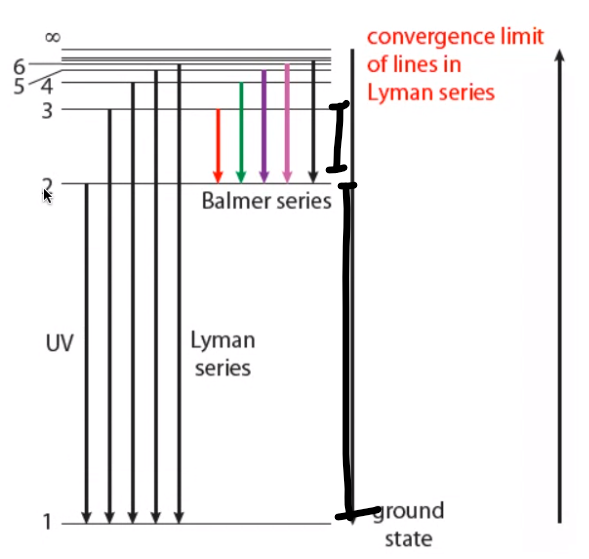 ∞
6
5
4
3
2
1
convergence limit
of lines in
Lyman series
Balmer series
UV
Lyman
series
ground
state